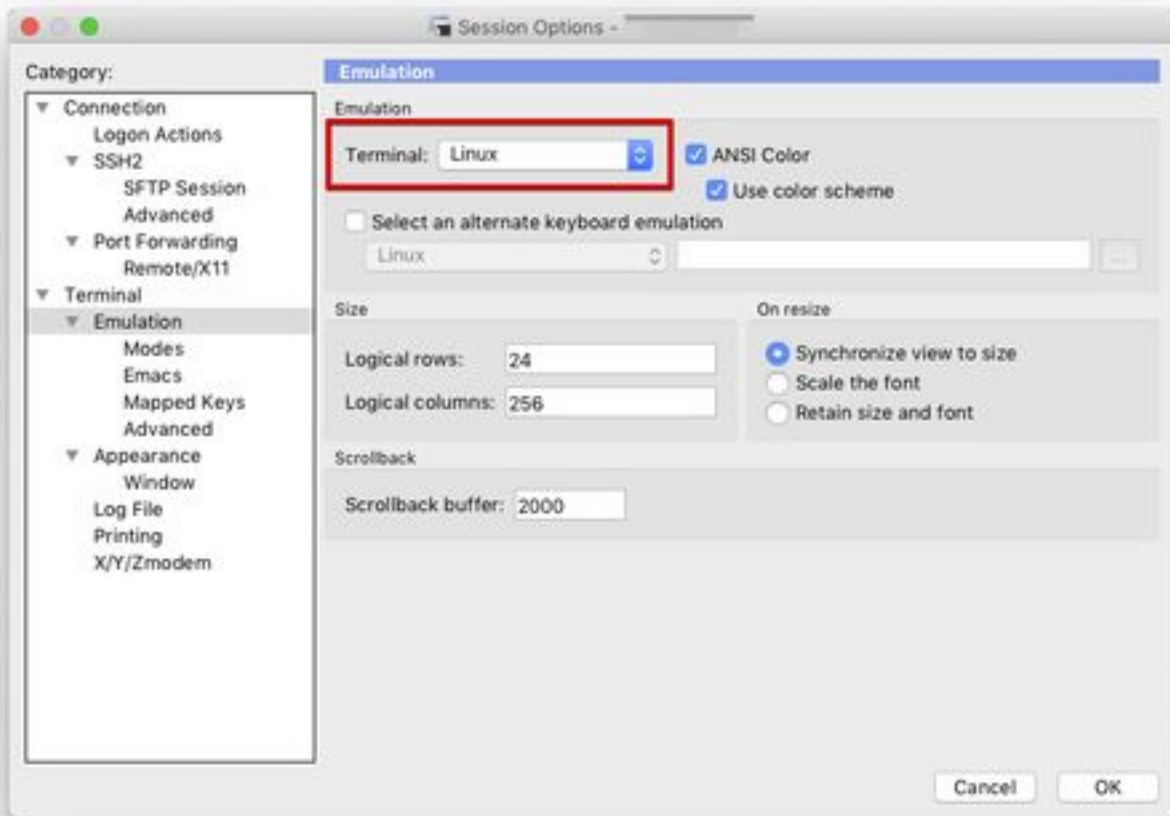 Session Options -
Category:
Connection
Logon Actions
SSH2
SFTP Session
Advanced
Port Forwarding
Remote/X11
Terminal
Emulation
Modes
Emacs
Mapped Keys
Advanced
Appearance
Window
Log File
Printing
X/Y/Zmodem
Emulation
Emulation
Terminal: Linux
ANSI Color
Use color scheme
Select an alternate keyboard emulation
Linux
...
Size
Logical rows: 24
Logical columns: 256
On resize
Synchronize view to size
Scale the font
Retain size and font
Scrollback
Scrollback buffer: 2000
Cancel OK